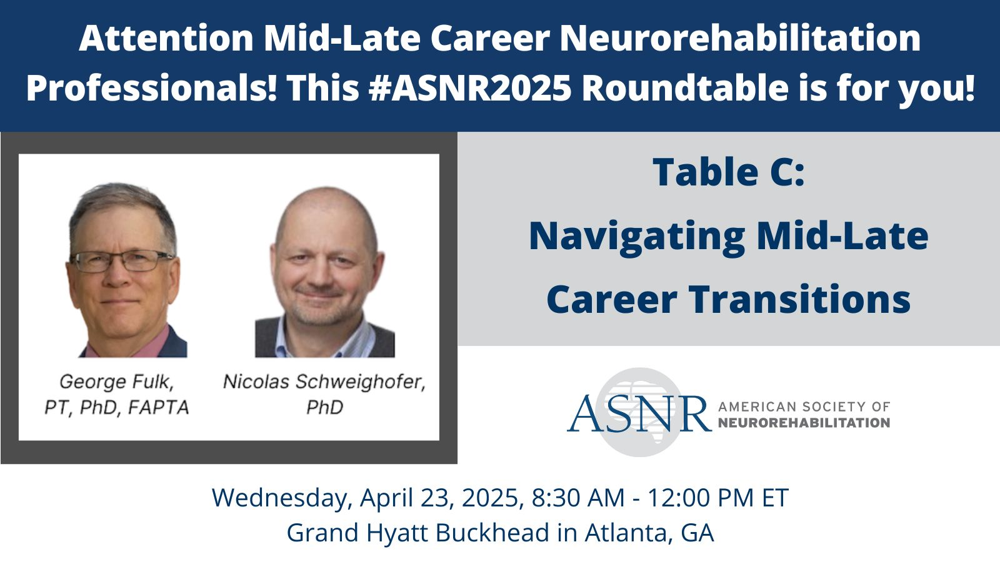 Attention Mid-Late Career Neurorehabilitation
Professionals! This #ASNR2025 Roundtable is for you!
George Fulk,
PT, PhD, FAPTA
Nicolas Schweighofer,
PhD
Table C:
Navigating Mid-Late
Career Transitions
ASNR
AMERICAN SOCIETY OF
NEUROREHABILITATION
Wednesday, April 23, 2025, 8:30 AM - 12:00 PM ET
Grand Hyatt Buckhead in Atlanta, GA